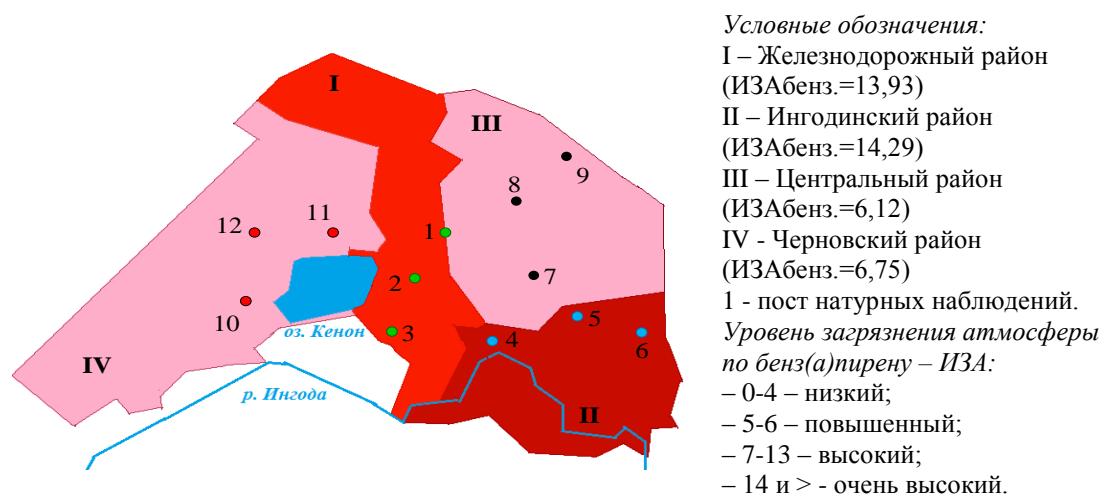 I
III
9
8
12
11
1
7
2
10
5
оз. Кенон
3
4
6
IV
р. Ингода
II
Условные обозначения:
I – Железнодорожный район
(ИЗАбенз.=13,93)
II – Ингодинский район
(ИЗАбенз.=14,29)
III – Центральный район
(ИЗАбенз.=6,12)
IV - Черновский район
(ИЗАбенз.=6,75)
1 - пост натурных наблюдений.
Уровень загрязнения атмосферы
по бенз(а)пирену – ИЗА:
– 0-4 – низкий;
– 5-6 – повышенный;
– 7-13 – высокий;
– 14 и > - очень высокий.